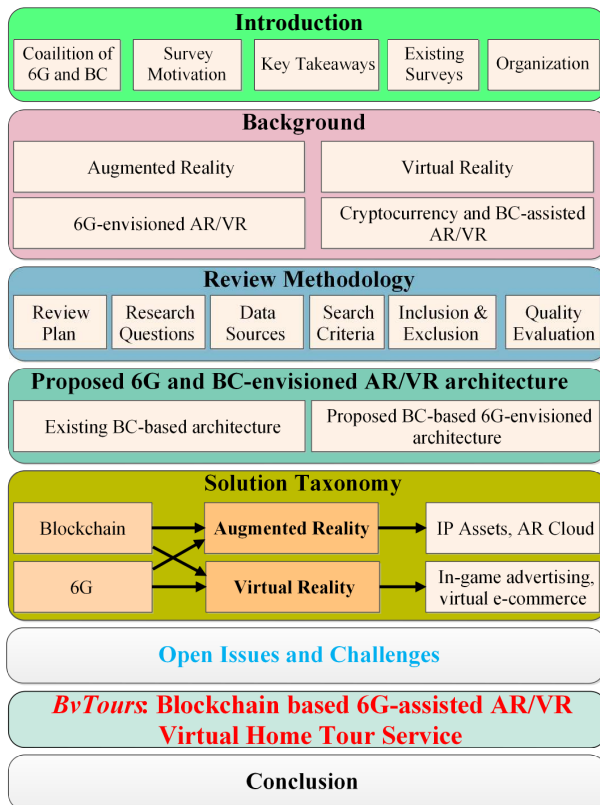 Introduction
Coailition of
6G and BC
Survey
Motivation
Key Takeaways
Existing
Surveys
Organization
Background
Augmented Reality
Virtual Reality
6G-envisioned AR/VR
Cryptocurrency and BC-assisted
AR/VR
Review Methodology
Review
Plan
Research
Questions
Data
Sources
Search
Criteria
Inclusion &
Exclusion
Quality
Evaluation
Proposed 6G and BC-envisioned AR/VR architecture
Existing BC-based architecture
Proposed BC-based 6G-envisioned
architecture
Solution Taxonomy
Blockchain
Augmented Reality
IP Assets, AR Cloud
6G
Virtual Reality
In-game advertising,
virtual e-commerce
Open Issues and Challenges
BvTours: Blockchain based 6G-assisted AR/VR
Virtual Home Tour Service
Conclusion